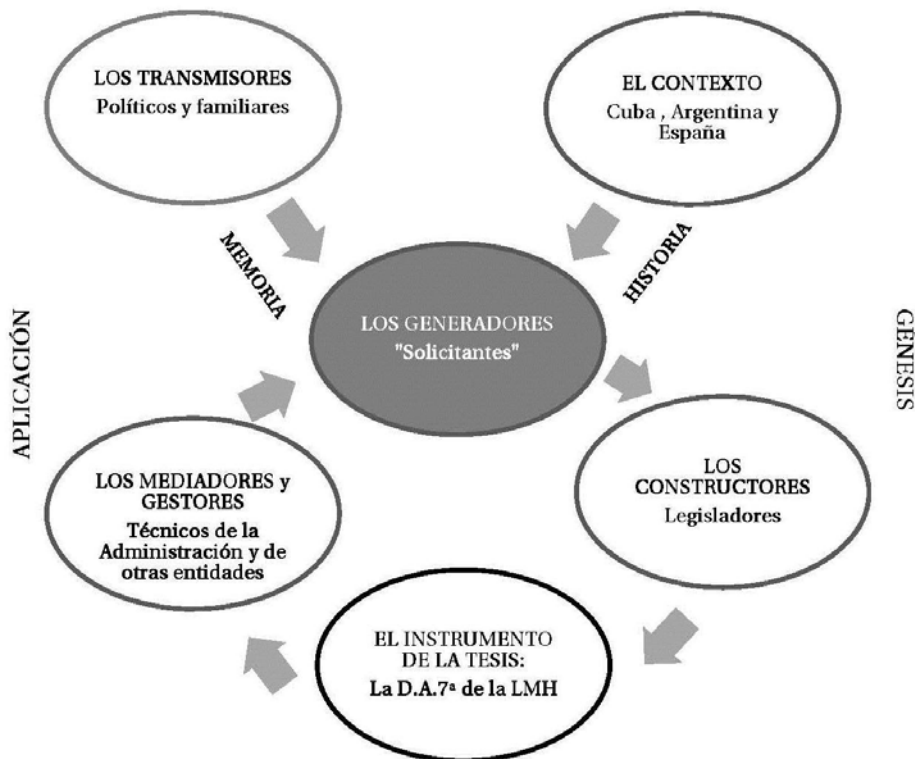 LOS TRANSMISORES
Políticos y familiares
EL CONTEXTO
Cuba , Argentina y
España
MEMORIA
HISTORIA
LOS GENERADORES
"Solicitantes"
APLICACIÓN
GENESIS
LOS MEDIADORES y
GESTORES
Técnicos de la
Administración y de
otras entidades
LOS
CONSTRUCTORES
Legisladores
EL INSTRUMENTO
DE LA TESIS:
La D.A.7ª de la LMH